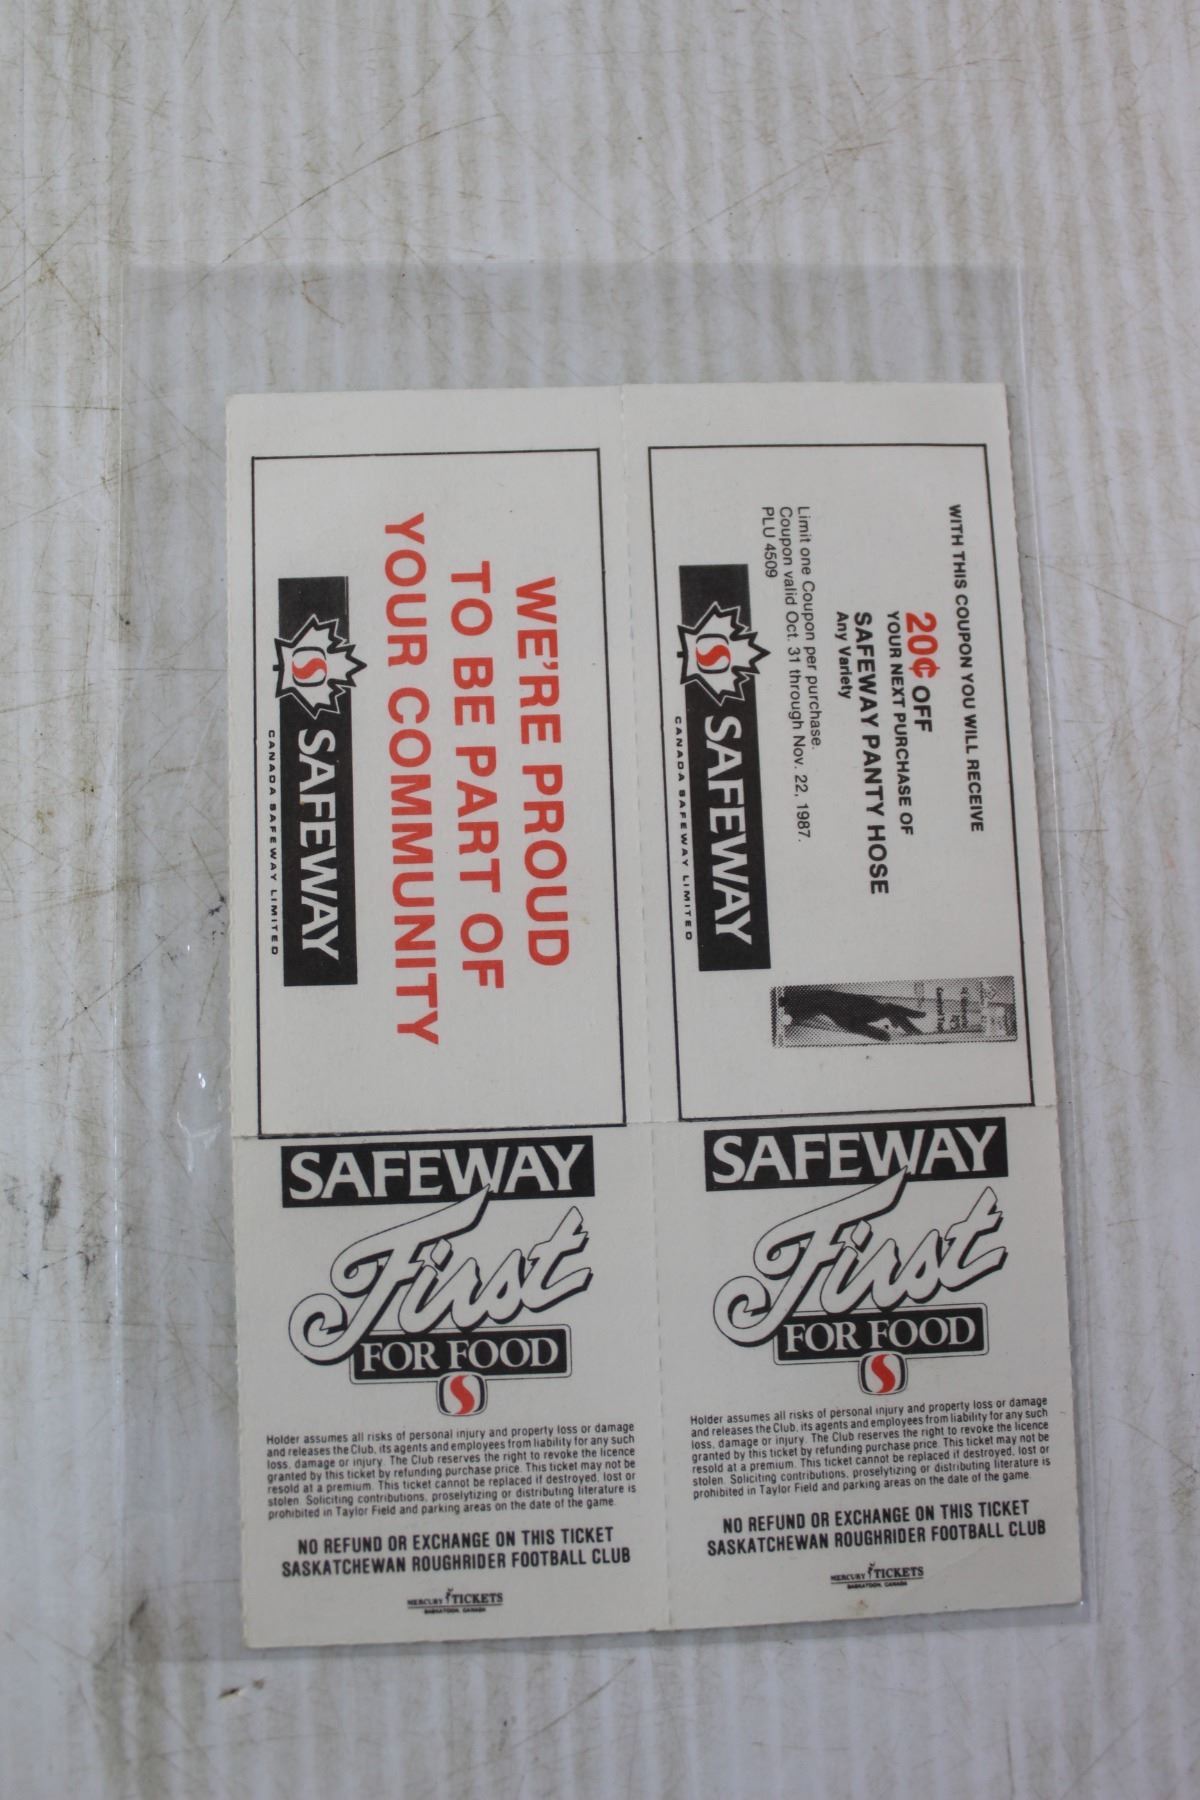 WE'RE PROUD
TO BE PART OF
YOUR COMMUNITY
S SAFEWAY
CANADA SAFEWAY LIMITED
WITH THIS COUPON YOU WILL RECEIVE
20¢ OFF
YOUR NEXT PURCHASE OF
SAFEWAY PANTY HOSE
Any Variety
Limit one Coupon per purchase.
Coupon valid Oct. 31 through Nov. 22, 1987.
PLU 4509
S SAFEWAY
CANADA SAFEWAY LIMITED
SAFEWAY
First
FOR FOOD
S
Holder assumes all risks of personal injury and property loss or damage
and releases the Club, its agents and employees from liability for any such
loss, damage or injury. The Club reserves the right to revoke the licence
granted by this ticket by refunding purchase price. This ticket may not be
resold at a premium. This ticket cannot be replaced if destroyed, lost or
stolen. Soliciting contributions, proselytizing or distributing literature is
prohibited in Taylor Field and parking areas on the date of the game.
NO REFUND OR EXCHANGE ON THIS TICKET
SASKATCHEWAN ROUGHRIDER FOOTBALL CLUB
MERCURY TICKETS
SASKATOON, CANADA
SAFEWAY
First
FOR FOOD
S
Holder assumes all risks of personal injury and property loss or damage
and releases the Club, its agents and employees from liability for any such
loss, damage or injury. The Club reserves the right to revoke the licence
granted by this ticket by refunding purchase price. This ticket may not be
resold at a premium. This ticket cannot be replaced if destroyed, lost or
stolen. Soliciting contributions, proselytizing or distributing literature is
prohibited in Taylor Field and parking areas on the date of the game.
NO REFUND OR EXCHANGE ON THIS TICKET
SASKATCHEWAN ROUGHRIDER FOOTBALL CLUB
MERCURY TICKETS
SASKATOON, CANADA